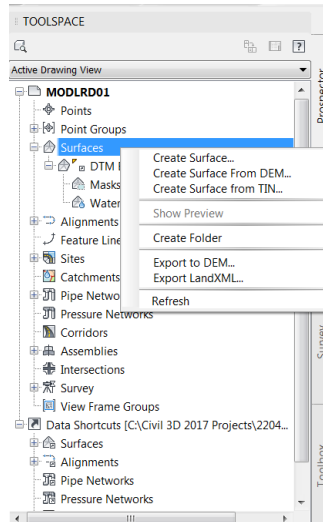 TOOLSPACE
Active Drawing View
MODLRD01
Points
Point Groups
Surfaces
DTM
Masks
Water
Create Surface...
Create Surface From DEM...
Create Surface from TIN...
Show Preview
Create Folder
Export to DEM...
Export LandXML...
Refresh
Alignments
Feature Line
Sites
Catchments
Pipe Netwo
Pressure Networks
Corridors
Assemblies
Intersections
Survey
View Frame Groups
Data Shortcuts [C:\Civil 3D 2017 Projects\2204...
Surfaces
Alignments
Pipe Networks
Pressure Networks
Prospector
Survey
Toolbox